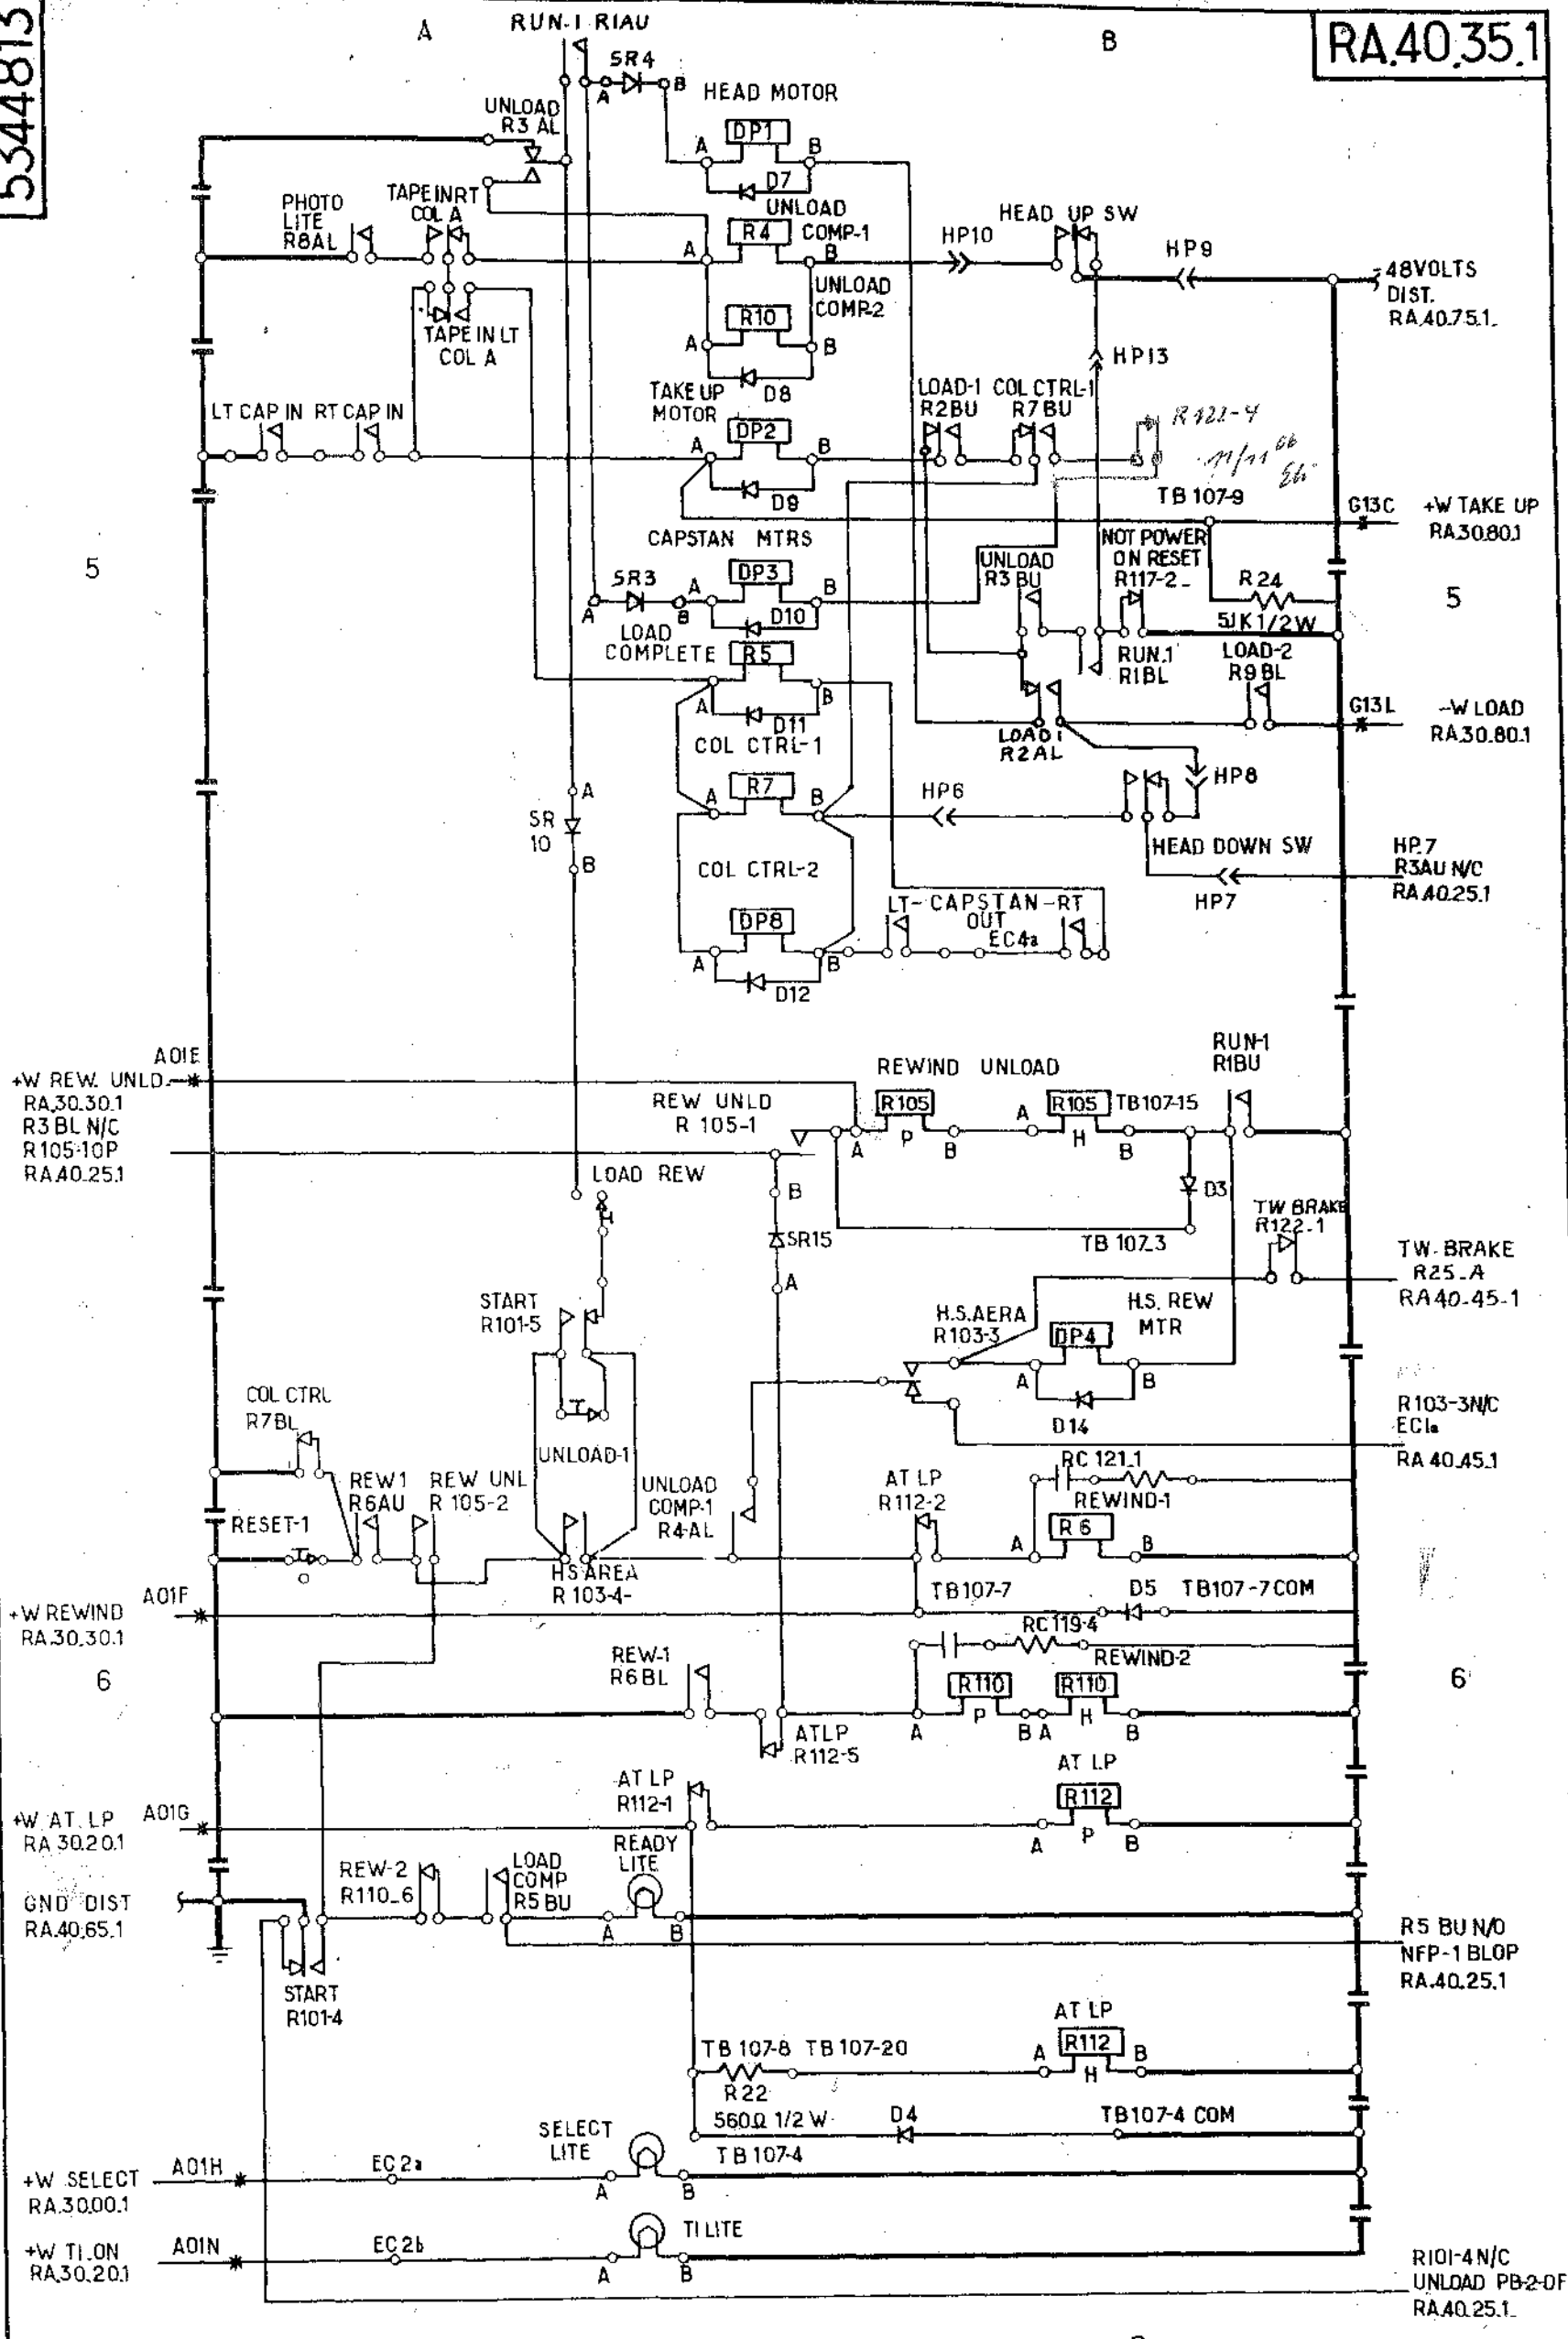 5344813
A
RUN-1 RIAU
B
RA.40.35.1
SR4
A
B
HEAD MOTOR
UNLOAD
R3 AL
DP1
A
B
D7
PHOTO
LITE
R8AL
TAPE IN RT
COL A
UNLOAD
COMP-1
R4
A
B
HP10
HEAD UP SW
HP9
-48VOLTS
DIST.
RA.40.75.1
UNLOAD
COMP-2
R10
A
B
TAPE IN LT
COL A
D8
HP13
TAKE UP
MOTOR
LOAD-1
R2BU
COL CTRL-1
R7BU
R122-4
LT CAP IN
RT CAP IN
DP2
A
B
D9
TB 107-9
G13C
+W TAKE UP
RA.30.80.1
CAPSTAN MTRS
5
UNLOAD
R3 BU
NOT POWER
ON RESET
R117-2
R24
5
SR3
A
B
DP3
A
B
D10
5.1K 1/2W
LOAD
COMPLETE
R5
A
B
D11
RUN.1
R1BL
LOAD-2
R9BL
G13L
-W LOAD
RA.30.80.1
LOAD 1
R2AL
COL CTRL-1
A
SR
10
B
R7
A
B
HP6
HP8
HEAD DOWN SW
HP.7
R3AU N/C
RA.40.25.1
HP7
COL CTRL-2
LT-CAPSTAN-RT
OUT
EC4a
DP8
A
B
D12
A01E
+W REW. UNLD.
RA.30.30.1
R3 BL N/C
R105-10P
RA.40.25.1
REWIND UNLOAD
RUN-1
R1BU
REW UNLD
R 105-1
R105
A
P
B
R105
A
H
B
TB107-15
LOAD REW
B
SR15
A
D3
TB 107-3
TW BRAKE
R122-1
TW-BRAKE
R25-A
RA40-45-1
START
R101-5
H.S.AERA
R103-3
H.S. REW
MTR
DP4
A
B
D14
R103-3N/C
EC1a
RA 40.45.1
COL CTRL
R7BL
UNLOAD-1
REW1
R6AU
REW UNL
R 105-2
UNLOAD
COMP-1
R4-AL
AT LP
R112-2
RC 121.1
REWIND-1
R6
A
B
RESET-1
HS AREA
R 103-4-
A01F
+W REWIND
RA.30.30.1
TB107-7
D5
TB107-7COM
RC 119-4
REWIND-2
6
REW-1
R6BL
R110
A
P
B
R110
A
H
B
6
ATLP
R112-5
AT LP
R112-1
AT LP
R112
A
P
B
A01G
+W AT. LP
RA 30.20.1
READY
LITE
A
B
REW-2
R110-6
LOAD
COMP
R5 BU
GND DIST
RA.40.65.1
R5 BU N/O
NFP-1 BLOP
RA.40.25.1
START
R101-4
AT LP
TB 107-8
TB 107-20
R112
A
H
B
R22
560Ω 1/2 W
D4
TB107-4 COM
TB 107-4
SELECT
LITE
A
B
+W SELECT
RA.30.00.1
A01H
EC 2a
TI LITE
A
B
+W TI.ON
RA.30.20.1
A01N
EC 2b
R101-4 N/C
UNLOAD PB-2-OP
RA.40.25.1